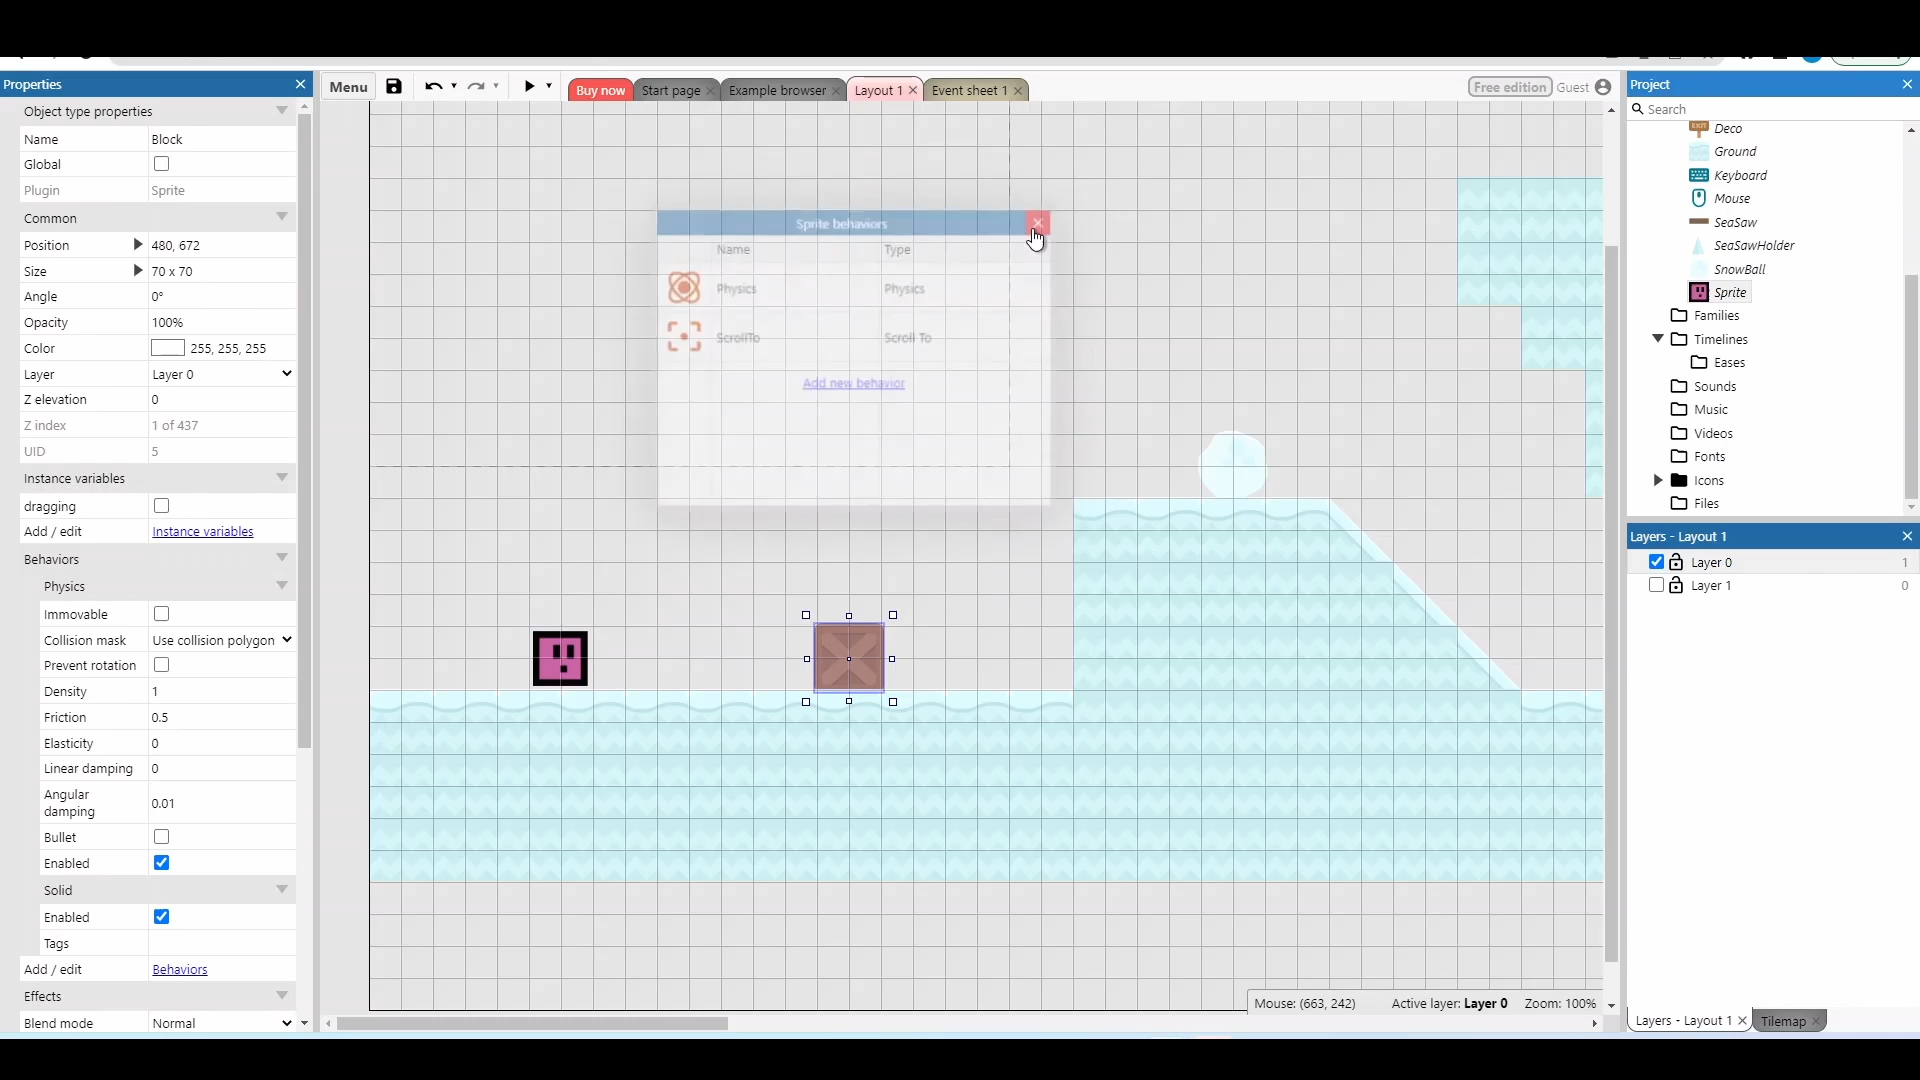 Properties
Object type properties
Name Block
Global
Plugin Sprite
Common
Position 480, 672
Size 70 x 70
Angle 0°
Opacity 100%
Color 255, 255, 255
Layer Layer 0
Z elevation 0
Z index 1 of 437
UID 5
Instance variables
dragging
Add / edit Instance variables
Behaviors
Physics
Immovable
Collision mask Use collision polygon
Prevent rotation
Density 1
Friction 0.5
Elasticity 0
Linear damping 0
Angular
damping 0.01
Bullet
Enabled
Solid
Enabled
Tags
Add / edit Behaviors
Effects
Blend mode Normal
Menu
Buy now Start page Example browser Layout 1 Event sheet 1
Free edition Guest
Sprite behaviors
Name Type
Physics Physics
ScrollTo Scroll To
Add new behavior
Mouse: (663, 242) Active layer: Layer 0 Zoom: 100%
Project
Search
EXIT
Deco
Ground
Keyboard
Mouse
SeaSaw
SeaSawHolder
SnowBall
Sprite
Families
Timelines
Eases
Sounds
Music
Videos
Fonts
Icons
Files
Layers - Layout 1
Layer 0 1
Layer 1 0
Layers - Layout 1 Tilemap